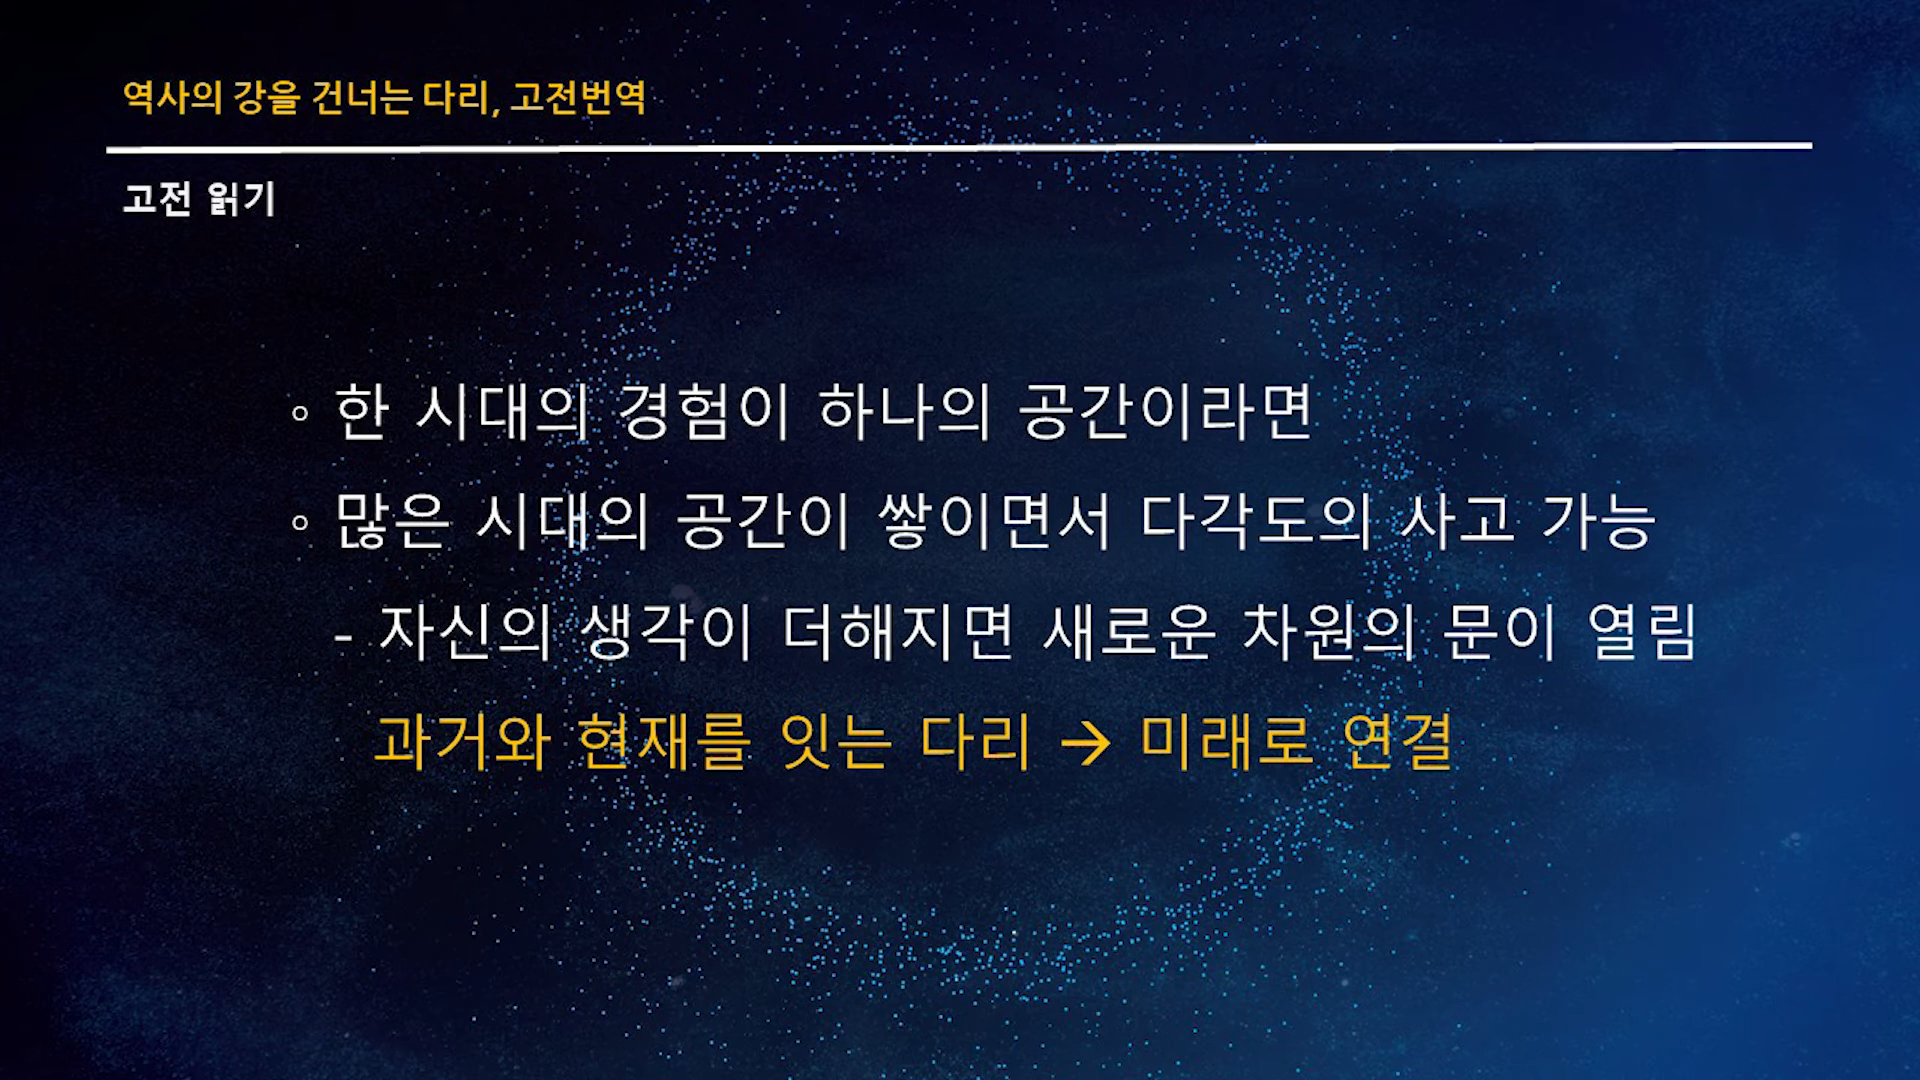 역사의 강을 건너는 다리, 고전번역
고전 읽기
◦ 한 시대의 경험이 하나의 공간이라면
◦ 많은 시대의 공간이 쌓이면서 다각도의 사고 가능
- 자신의 생각이 더해지면 새로운 차원의 문이 열림
과거와 현재를 잇는 다리 → 미래로 연결